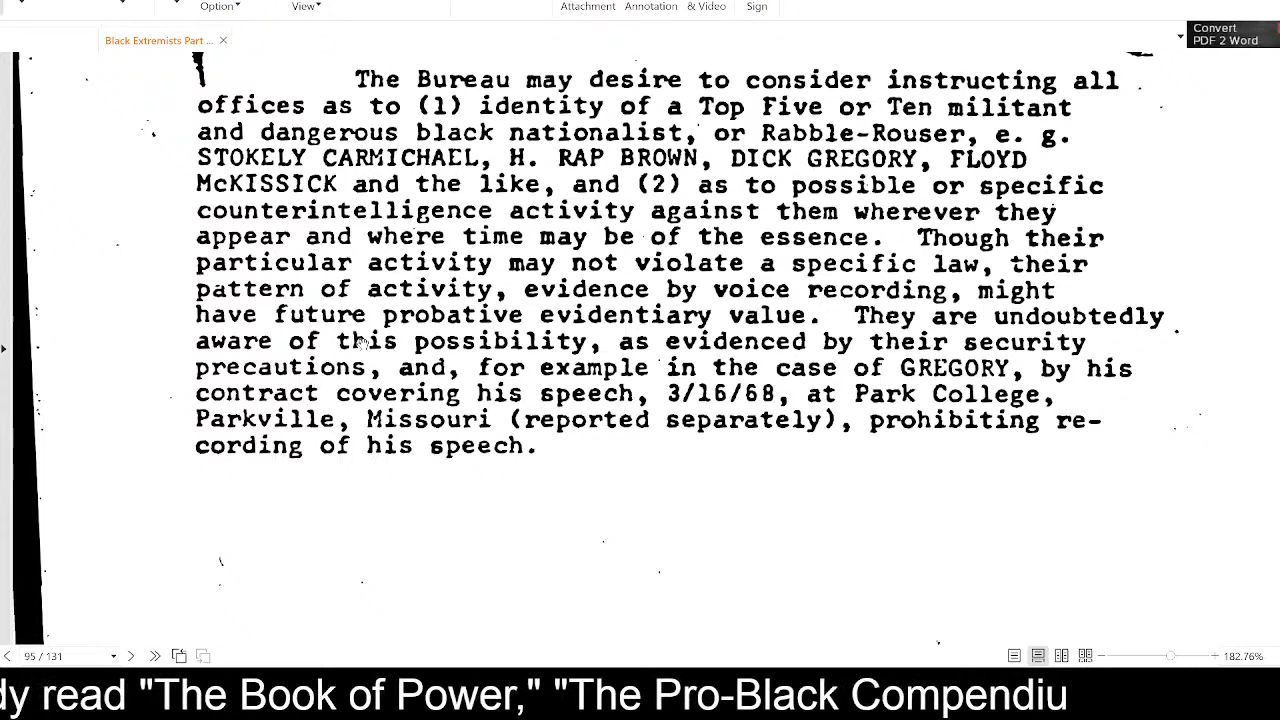 Option
View
Attachment
Annotation
& Video
Sign
Convert
PDF 2 Word
Black Extremists Part ...
The Bureau may desire to consider instructing all
offices as to (1) identity of a Top Five or Ten militant
and dangerous black nationalist, or Rabble-Rouser, e. g.
STOKELY CARMICHAEL, H. RAP BROWN, DICK GREGORY, FLOYD
McKISSICK and the like, and (2) as to possible or specific
counterintelligence activity against them wherever they
appear and where time may be of the essence. Though their
particular activity may not violate a specific law, their
pattern of activity, evidence by voice recording, might
have future probative evidentiary value. They are undoubtedly
aware of this possibility, as evidenced by their security
precautions, and, for example in the case of GREGORY, by his
contract covering his speech, 3/16/68, at Park College,
Parkville, Missouri (reported separately), prohibiting re-
cording of his speech.
95 / 131
182.76%
dy read "The Book of Power," "The Pro-Black Compendiu